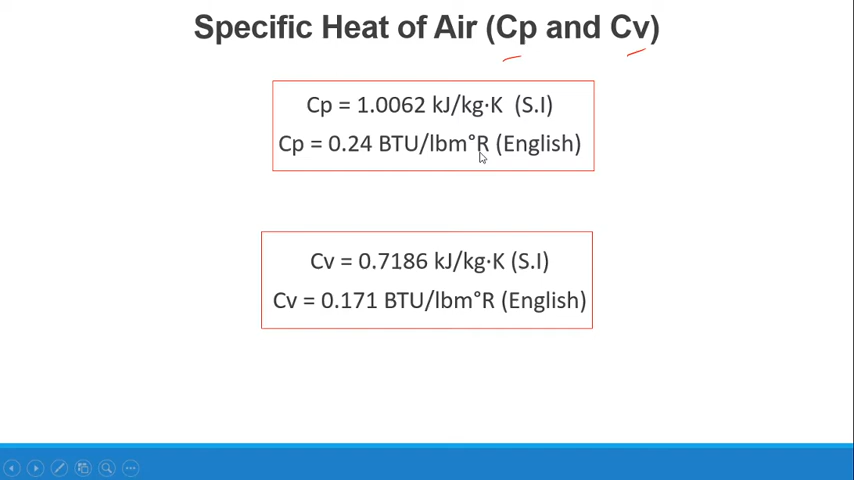 Specific Heat of Air (Cp and Cv)
Cp = 1.0062 kJ/kg·K (S.I)
Cp = 0.24 BTU/lbm°R (English)
Cv = 0.7186 kJ/kg·K (S.I)
Cv = 0.171 BTU/lbm°R (English)